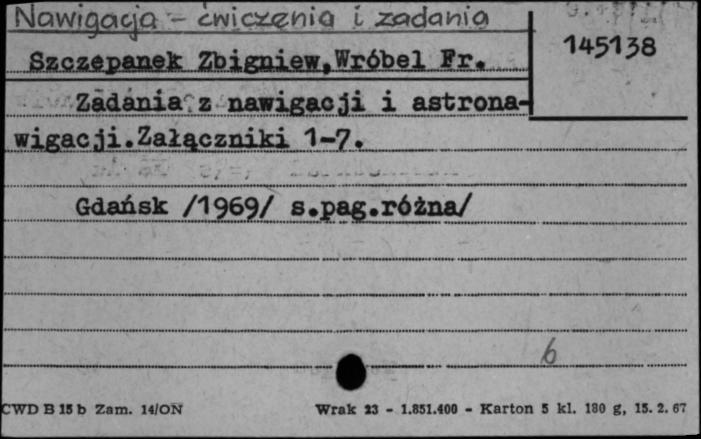 Nawigacja - ćwiczenia i zadania
145138
Szczepanek Zbigniew,Wróbel Fr.
Zadania z nawigacji i astrona-
wigacji.Załączniki 1-7.
Gdańsk /1969/ s.pag.różna/
6
CWD B 15 b Zam. 14/ON Wrak 23 - 1.851.400 - Karton 5 kl. 180 g, 15. 2. 67